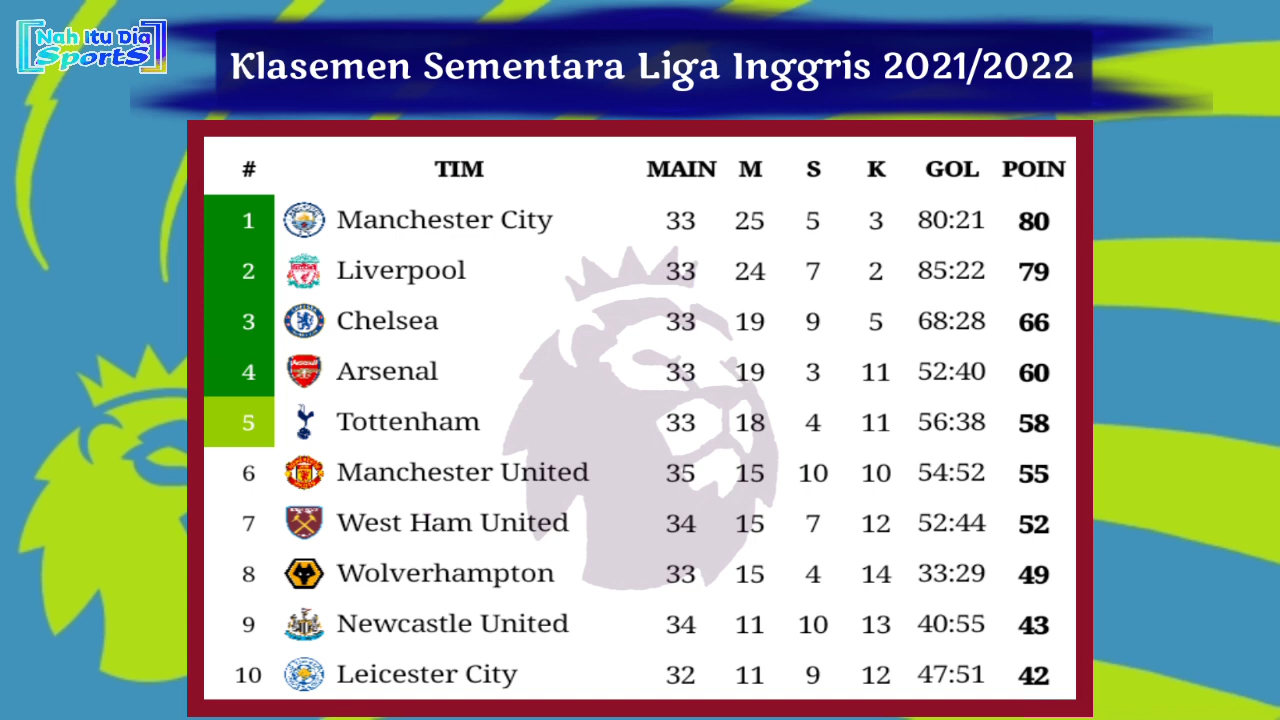 Nah Itu Dia
Sports
Klasemen Sementara Liga Inggris 2021/2022
# TIM MAIN M S K GOL POIN
1 Manchester City 33 25 5 3 80:21 80
2 Liverpool 33 24 7 2 85:22 79
3 Chelsea 33 19 9 5 68:28 66
4 Arsenal 33 19 3 11 52:40 60
5 Tottenham 33 18 4 11 56:38 58
6 Manchester United 35 15 10 10 54:52 55
7 West Ham United 34 15 7 12 52:44 52
8 Wolverhampton 33 15 4 14 33:29 49
9 Newcastle United 34 11 10 13 40:55 43
10 Leicester City 32 11 9 12 47:51 42